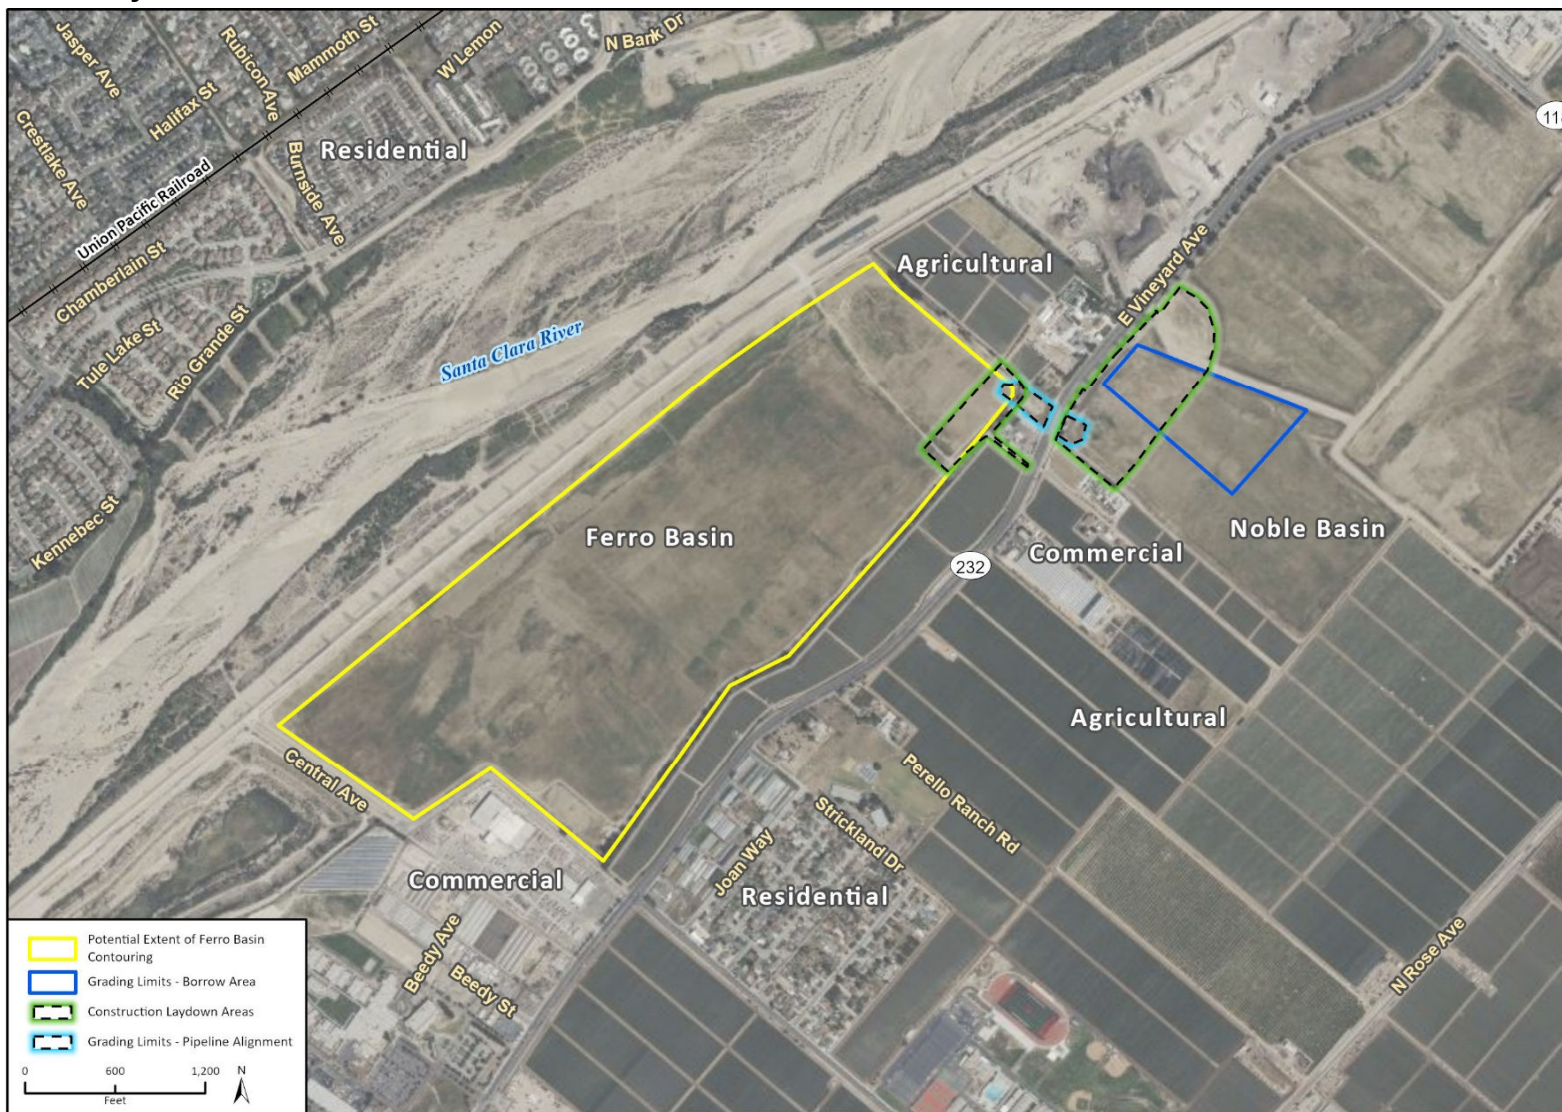 Jasper Ave
Rubicon Ave
Mammoth St
W Lemon
N Bank Dr
Halifax St
Crestlake Ave
Burnside Ave
Residential
Union Pacific Railroad
Chamberlain St
Tule Lake St
Rio Grande St
Kennebec St
Santa Clara River
Agricultural
E Vineyard Ave
Ferro Basin
Noble Basin
Commercial
232
Agricultural
Central Ave
Perello Ranch Rd
Strickland Dr
Joan Way
Residential
Commercial
Beedy Ave
Beedy St
N Rose Ave
Potential Extent of Ferro Basin
Contouring
Grading Limits - Borrow Area
Construction Laydown Areas
Grading Limits - Pipeline Alignment
0 600 1,200
Feet
N